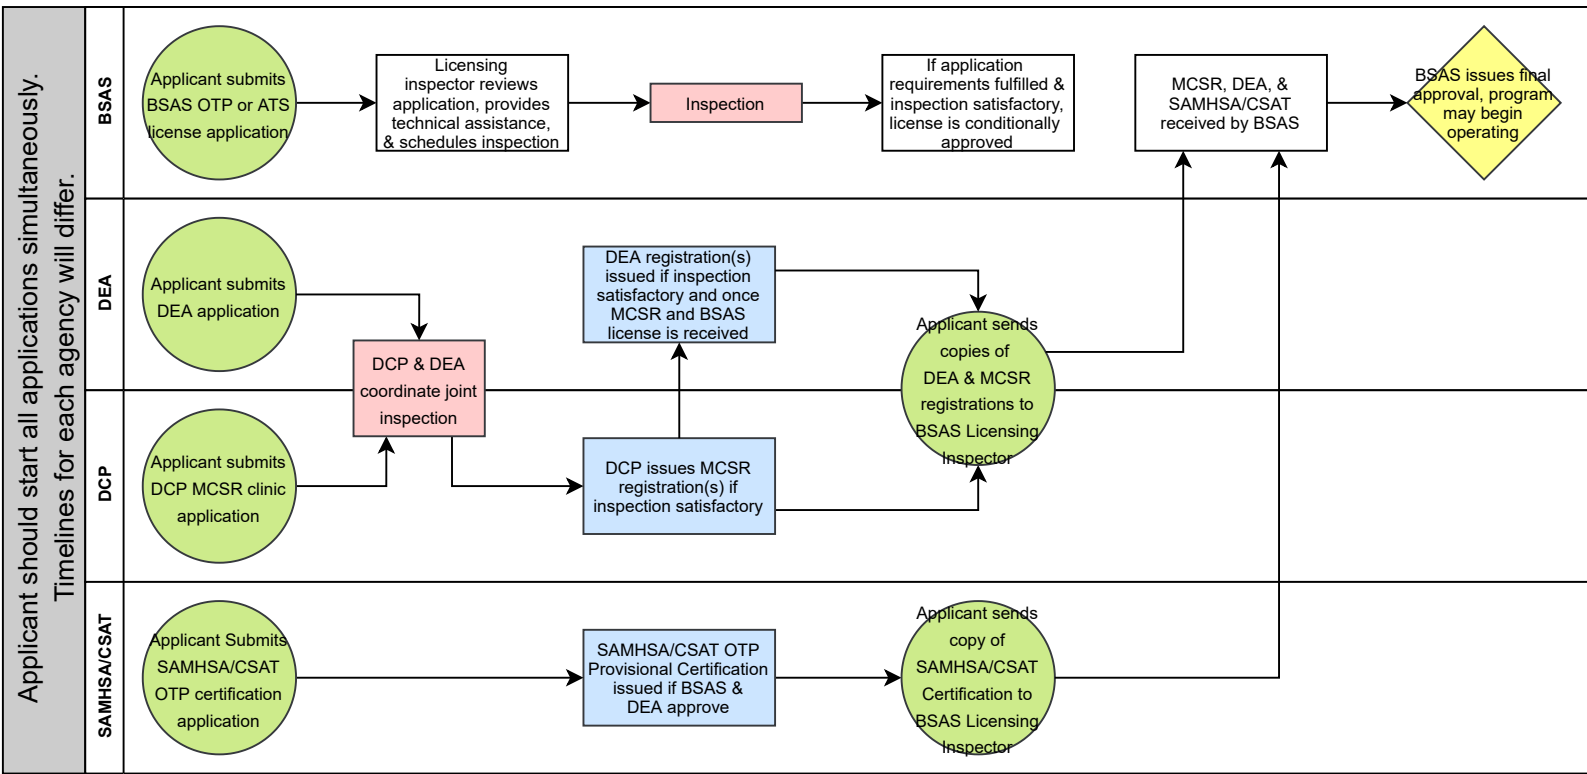 Applicant should start all applications simultaneously.
Timelines for each agency will differ.
BSAS
Applicant submits
BSAS OTP or ATS
license application
Licensing
inspector reviews
application, provides
technical assistance,
& schedules inspection
Inspection
If application
requirements fulfilled &
inspection satisfactory,
license is conditionally
approved
MCSR, DEA, &
SAMHSA/CSAT
received by BSAS
BSAS issues final
approval, program
may begin
operating
DEA
Applicant submits
DEA application
DCP & DEA
coordinate joint
inspection
DEA registration(s)
issued if inspection
satisfactory and once
MCSR and BSAS
license is received
Applicant sends
copies of
DEA & MCSR
registrations to
BSAS Licensing
Inspector
DCP
Applicant submits
DCP MCSR clinic
application
DCP issues MCSR
registration(s) if
inspection satisfactory
SAMHSA/CSAT
Applicant Submits
SAMHSA/CSAT
OTP certification
application
SAMHSA/CSAT OTP
Provisional Certification
issued if BSAS &
DEA approve
Applicant sends
copy of
SAMHSA/CSAT
Certification to
BSAS Licensing
Inspector